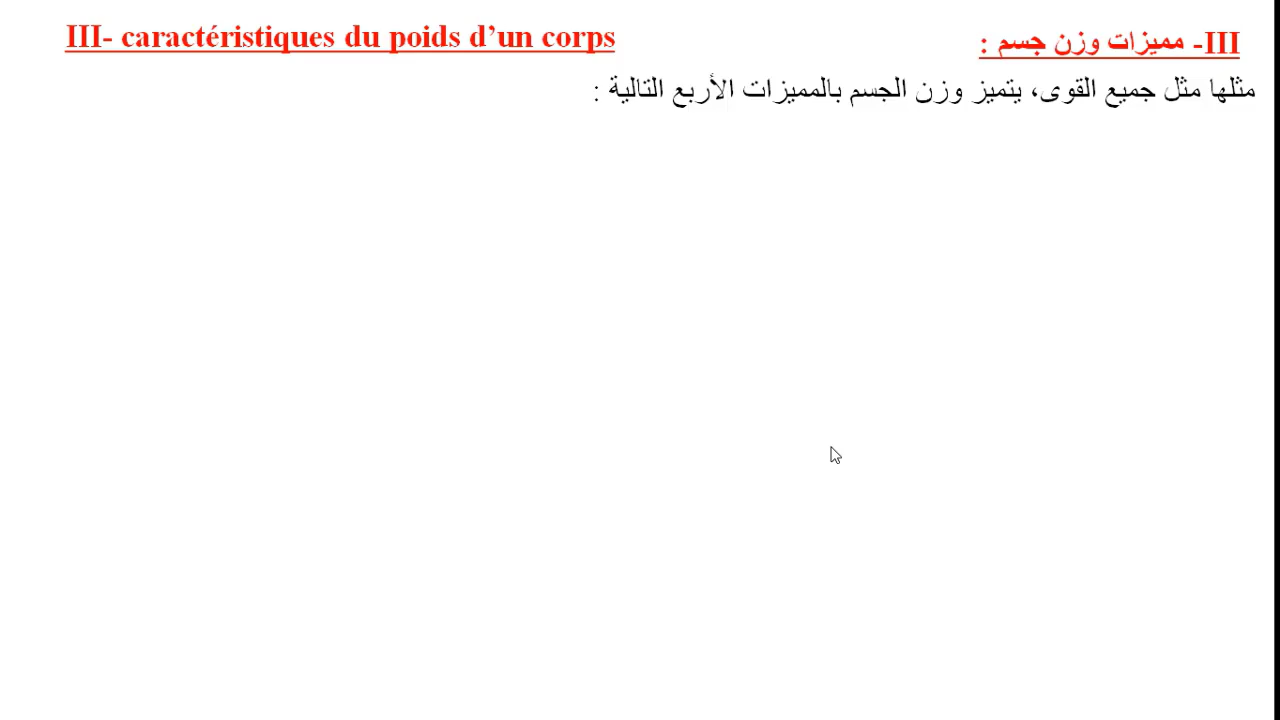 III- caractéristiques du poids d’un corps
III- مميزات وزن جسم :
مثلها مثل جميع القوى، يتميز وزن الجسم بالمميزات الأربع التالية :